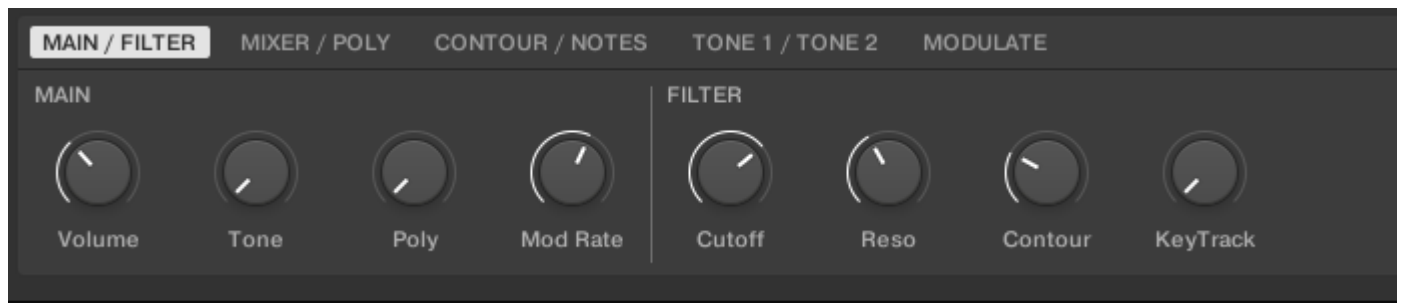 MAIN / FILTER MIXER / POLY CONTOUR / NOTES TONE 1 / TONE 2 MODULATE
MAIN FILTER
Volume Tone Poly Mod Rate Cutoff Reso Contour KeyTrack